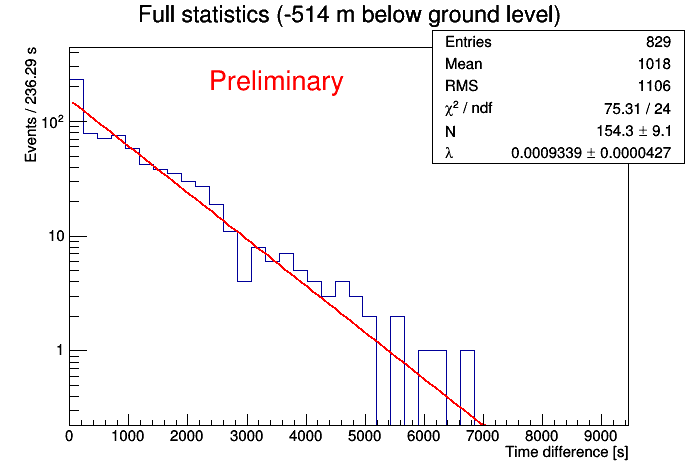 Full statistics (-514 m below ground level)
Entries 829
Mean 1018
RMS 1106
χ² / ndf 75.31 / 24
N 154.3 ± 9.1
λ 0.0009339 ± 0.0000427
Preliminary
Events / 236.29 s
10²
10
1
0 1000 2000 3000 4000 5000 6000 7000 8000 9000
Time difference [s]